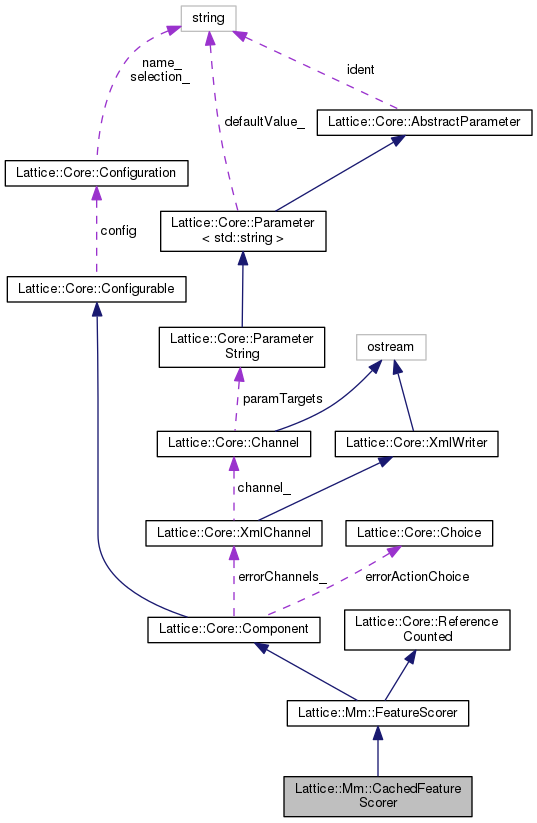 string
name_
selection_
ident
defaultValue_
Lattice::Core::AbstractParameter
Lattice::Core::Configuration
Lattice::Core::Parameter
< std::string >
config
Lattice::Core::Configurable
Lattice::Core::Parameter
String
ostream
paramTargets
Lattice::Core::Channel
Lattice::Core::XmlWriter
channel_
Lattice::Core::XmlChannel
Lattice::Core::Choice
errorChannels_
errorActionChoice
Lattice::Core::Component
Lattice::Core::Reference
Counted
Lattice::Mm::FeatureScorer
Lattice::Mm::CachedFeature
Scorer